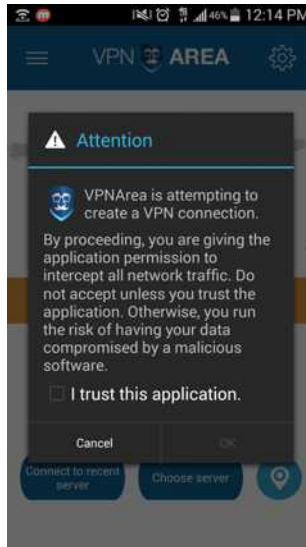 46% 12:14 PM
VPN AREA
Attention
VPNArea is attempting to
create a VPN connection.
By proceeding, you are giving the
application permission to
intercept all network traffic. Do
not accept unless you trust the
application. Otherwise, you run
the risk of having your data
compromised by a malicious
software.
I trust this application.
Cancel OK
Connect to recent
server
Choose server